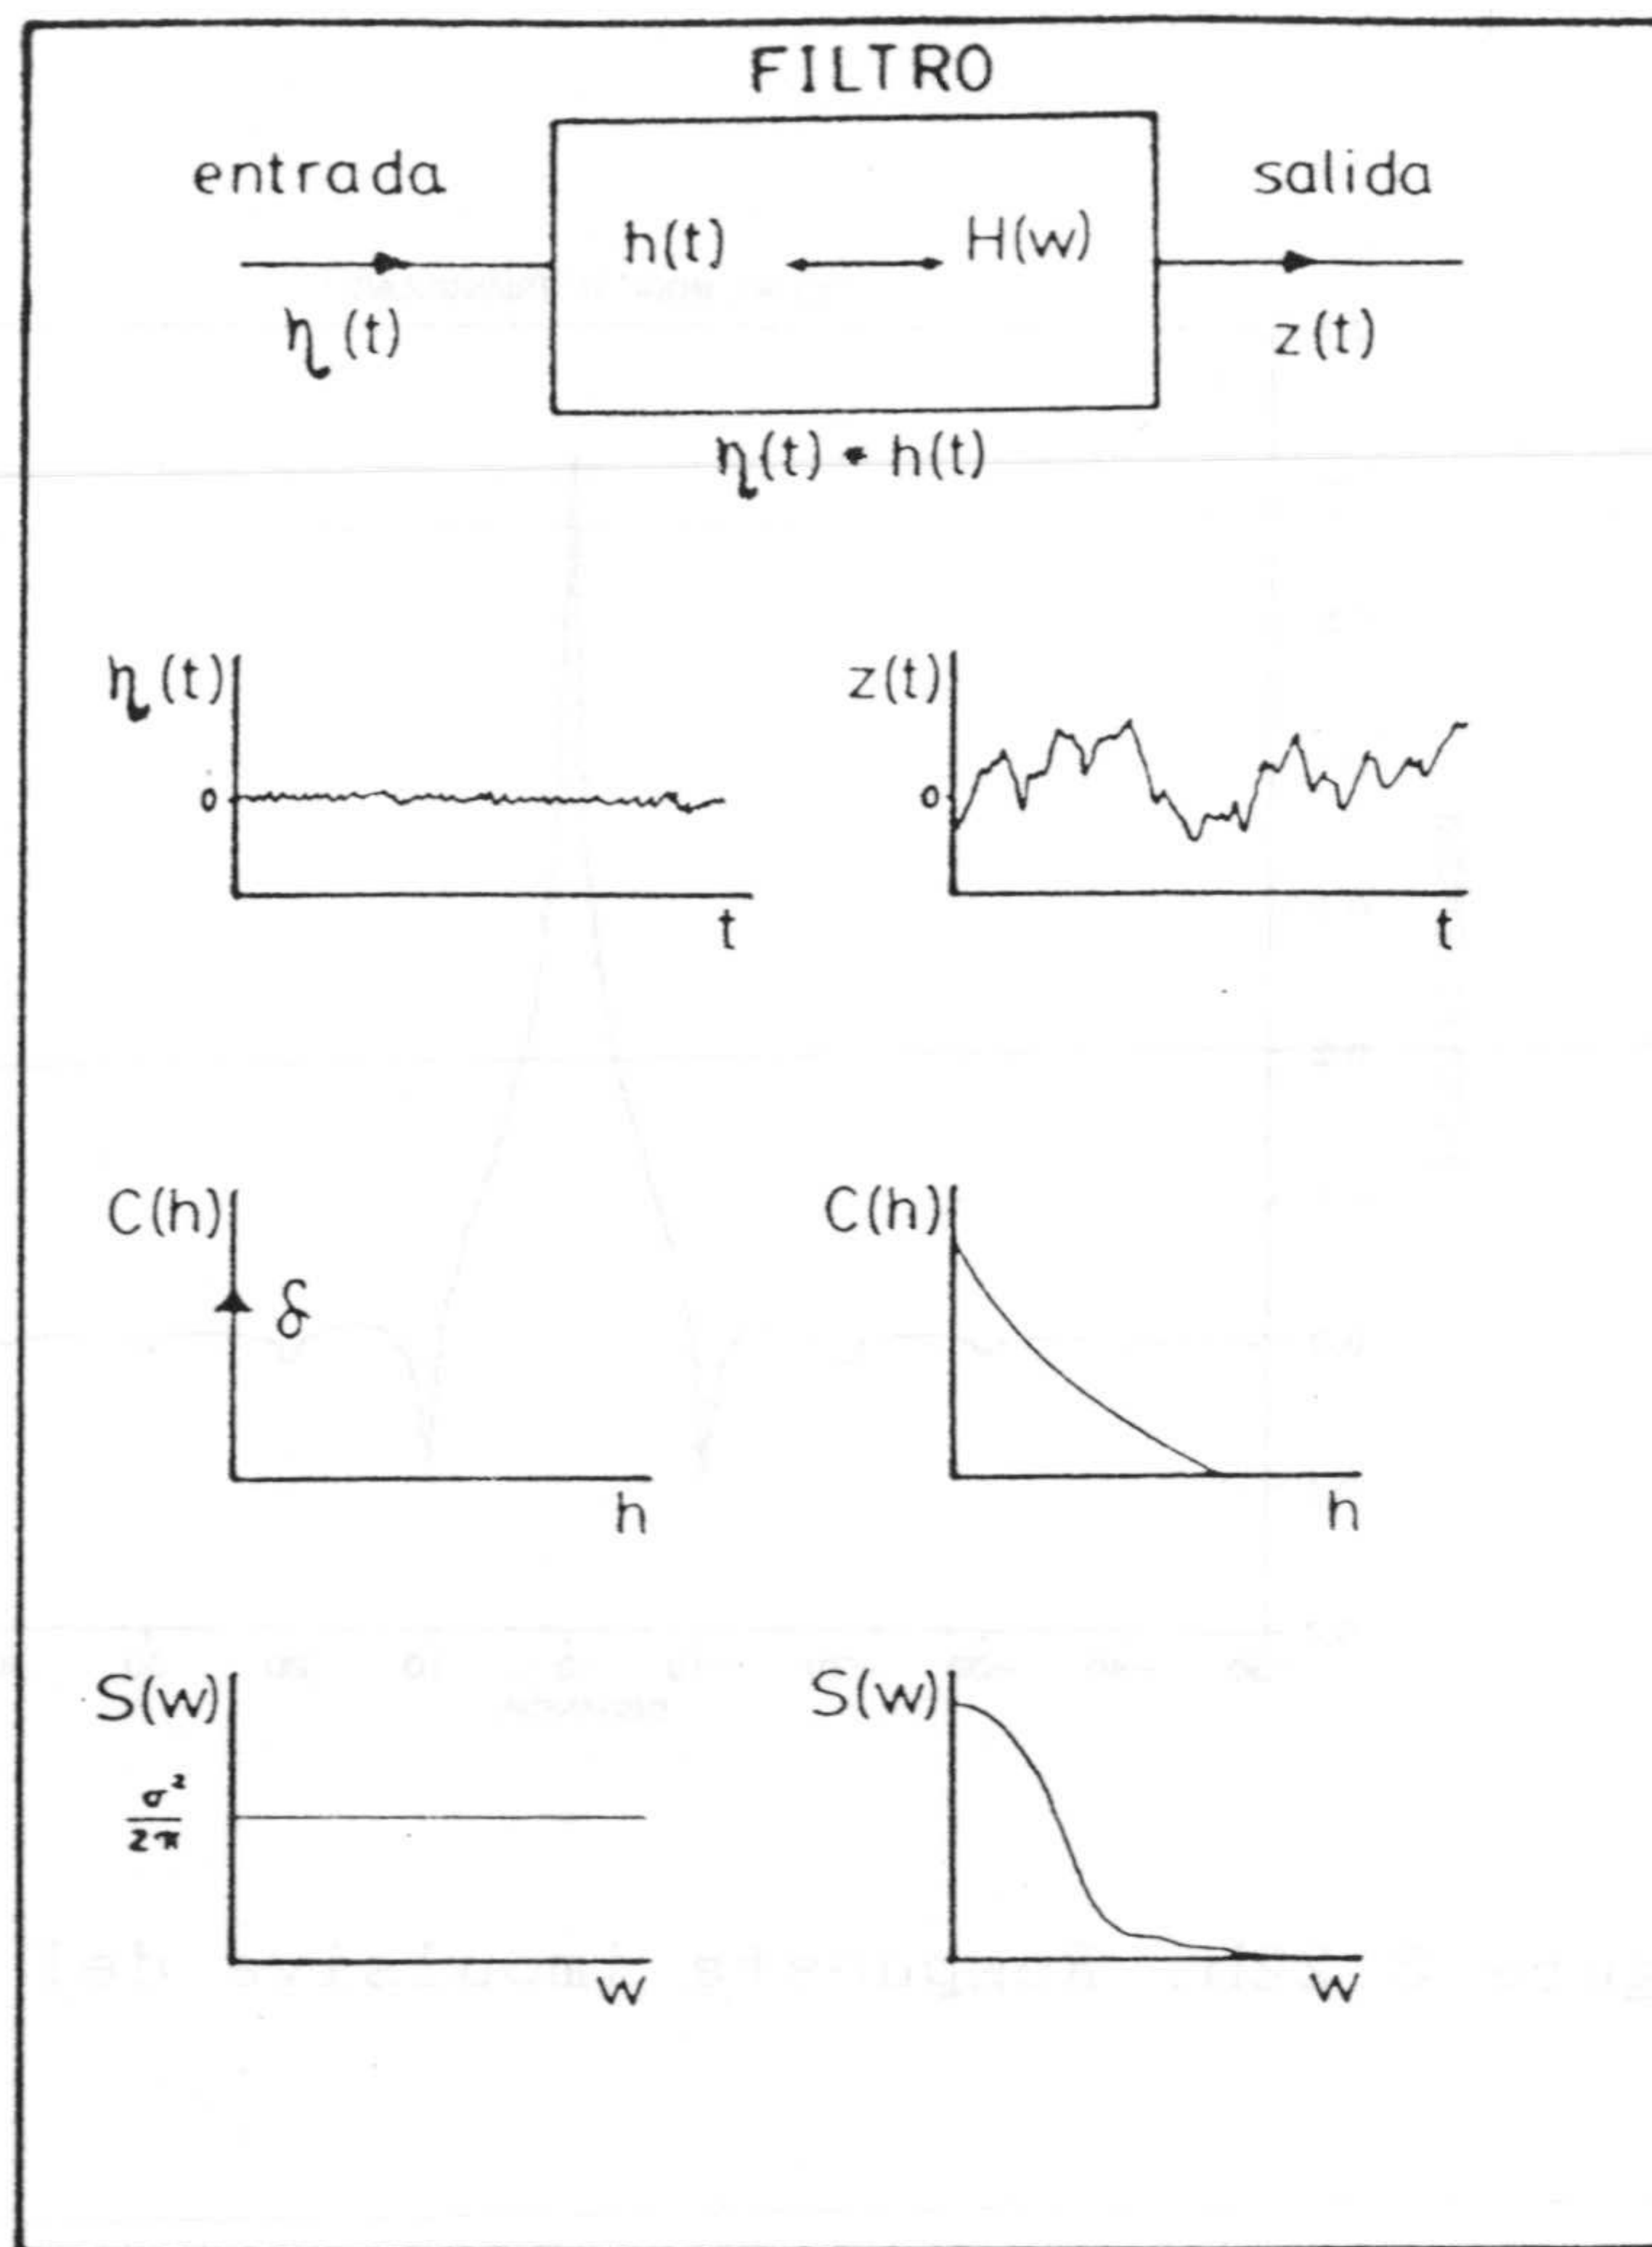 FILTRO
entrada
salida
h(t)
H(w)
η(t)
z(t)
η(t) • h(t)
η(t)
0
t
z(t)
0
t
C(h)
δ
h
C(h)
h
S(w)
σ²
2π
w
S(w)
w